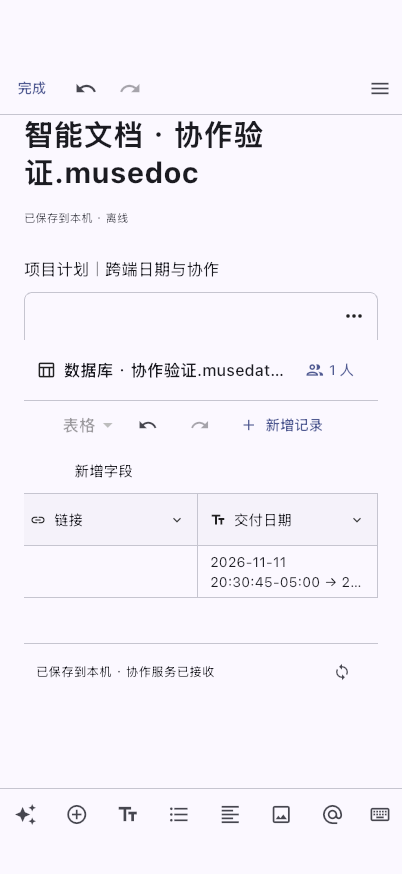 完成
智能文档 · 协作验
证.musedoc
已保存到本机 · 离线
项目计划｜跨端日期与协作
数据库 · 协作验证.musedat...
1 人
表格
新增记录
新增字段
链接
交付日期
2026-11-11
20:30:45-05:00 → 2...
已保存到本机 · 协作服务已接收